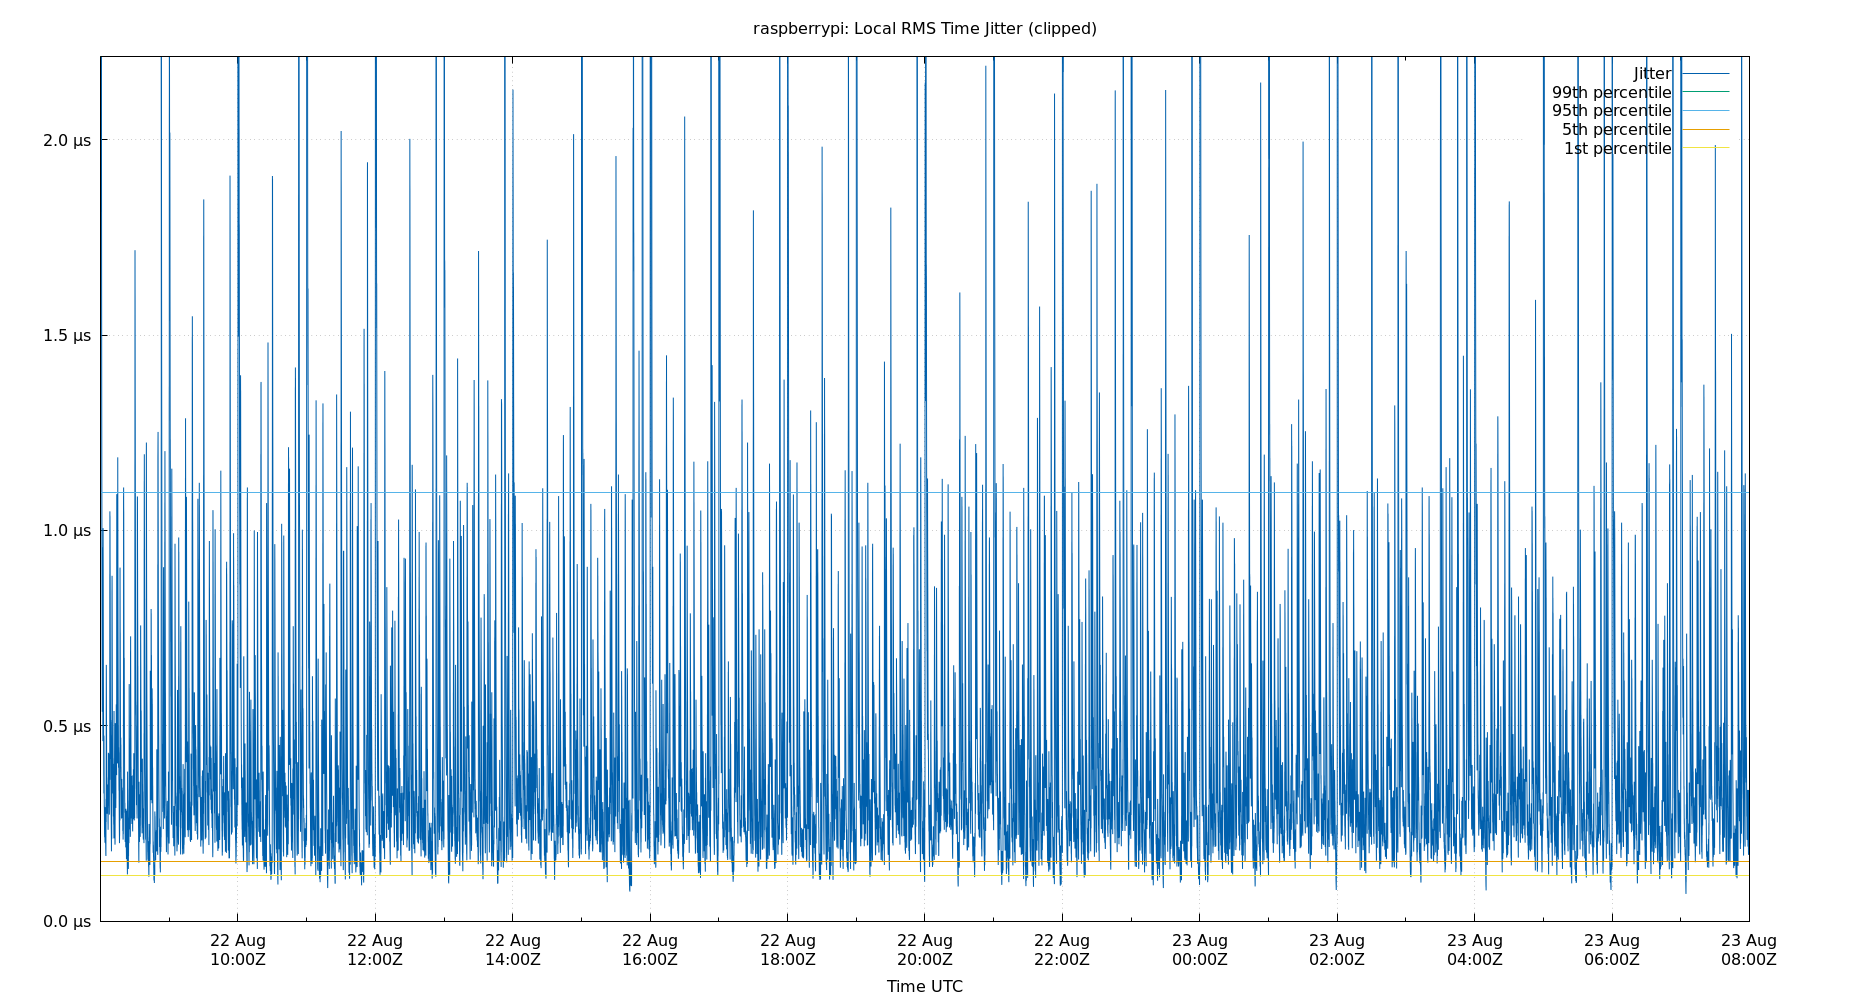 raspberrypi: Local RMS Time Jitter (clipped)
Jitter
99th percentile
95th percentile
5th percentile
1st percentile
2.0 µs
1.5 µs
1.0 µs
0.5 µs
0.0 µs
22 Aug 22 Aug 22 Aug 22 Aug 22 Aug 22 Aug 22 Aug 23 Aug 23 Aug 23 Aug 23 Aug 23 Aug
10:00Z 12:00Z 14:00Z 16:00Z 18:00Z 20:00Z 22:00Z 00:00Z 02:00Z 04:00Z 06:00Z 08:00Z
Time UTC